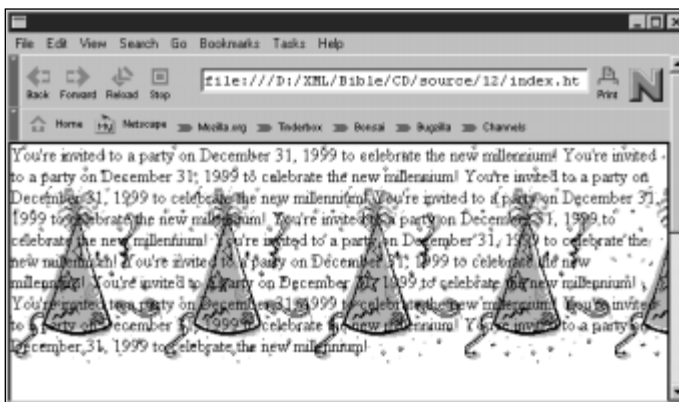 File Edit View Search Go Bookmarks Tasks Help
Back Forward Reload Stop file:///D:/XML/Bible/CD/source/12/index.ht Print N
Home My Netscape Mozilla.org Tinderbox Bonsai Bugzilla Channels
You're invited to a party on December 31, 1999 to celebrate the new millennium! You're invited
to a party on December 31, 1999 to celebrate the new millennium! You're invited to a party on
December 31, 1999 to celebrate the new millennium! You're invited to a party on December 31,
1999 to celebrate the new millennium! You're invited to a party on December 31, 1999 to
celebrate the new millennium! You're invited to a party on December 31, 1999 to celebrate the
new millennium! You're invited to a party on December 31, 1999 to celebrate the new
millennium! You're invited to a party on December 31, 1999 to celebrate the new millennium!
You're invited to a party on December 31, 1999 to celebrate the new millennium! You're invited
to a party on December 31, 1999 to celebrate the new millennium! You're invited to a party on
December 31, 1999 to celebrate the new millennium!